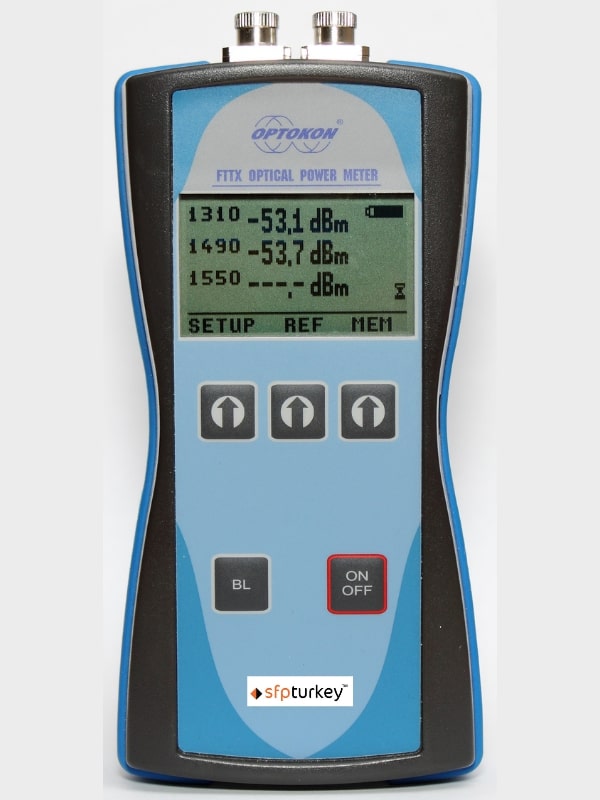 OPTOKON®
FTTX OPTICAL POWER METER
1310 -53,1 dBm
1490 -53,7 dBm
1550 ---,- dBm
SETUP REF MEM
BL
ON
OFF
sfpturkey™